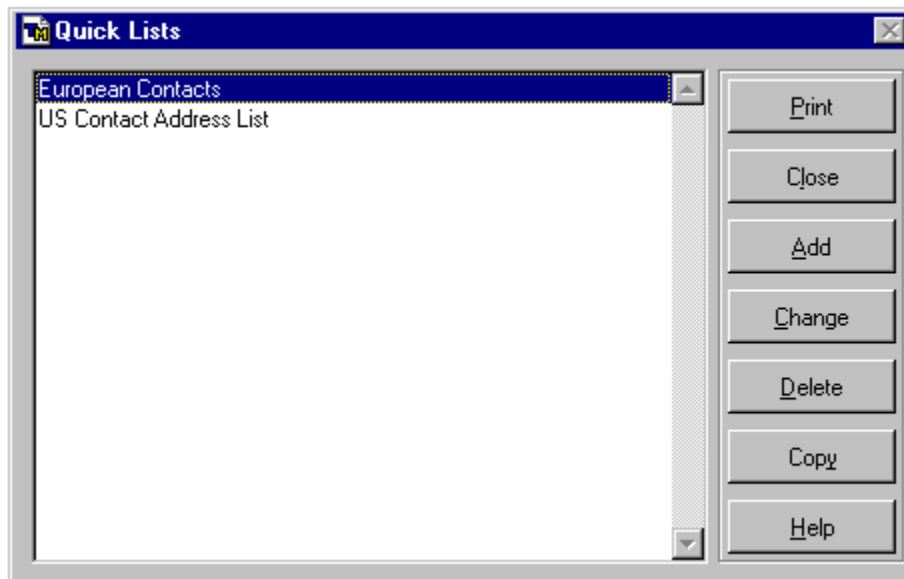 Quick Lists
European Contacts
US Contact Address List
Print
Close
Add
Change
Delete
Copy
Help